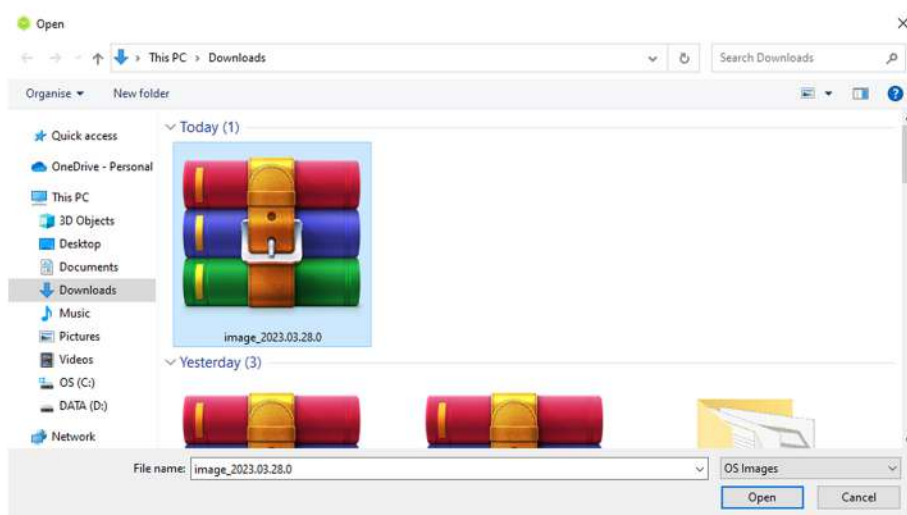 Open
This PC › Downloads
Search Downloads
Organise
New folder
Quick access
OneDrive - Personal
This PC
3D Objects
Desktop
Documents
Downloads
Music
Pictures
Videos
OS (C:)
DATA (D:)
Network
Today (1)
image_2023.03.28.0
Yesterday (3)
File name: image_2023.03.28.0
OS Images
Open
Cancel